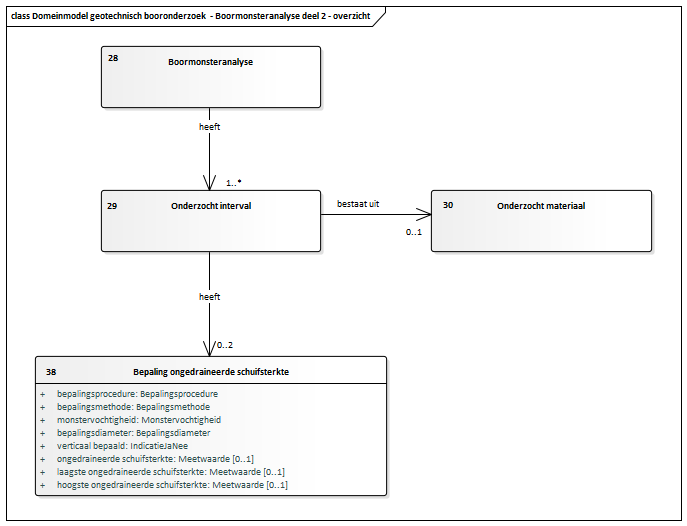 class Domeinmodel geotechnisch booronderzoek - Boormonsteranalyse deel 2 - overzicht
28 Boormonsteranalyse
heeft
1..*
29 Onderzocht interval
bestaat uit
0..1
30 Onderzocht materiaal
heeft
0..2
38 Bepaling ongedraineerde schuifsterkte
+ bepalingsprocedure: Bepalingsprocedure
+ bepalingsmethode: Bepalingsmethode
+ monstervochtigheid: Monstervochtigheid
+ bepalingsdiameter: Bepalingsdiameter
+ verticaal bepaald: IndicatieJaNee
+ ongedraineerde schuifsterkte: Meetwaarde [0..1]
+ laagste ongedraineerde schuifsterkte: Meetwaarde [0..1]
+ hoogste ongedraineerde schuifsterkte: Meetwaarde [0..1]